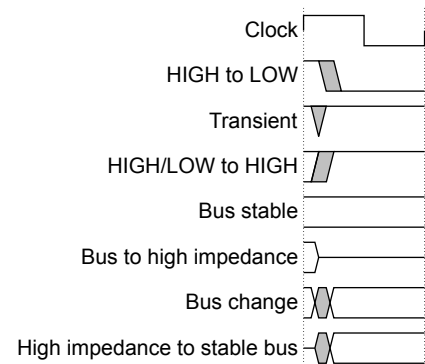 Clock
HIGH to LOW
Transient
HIGH/LOW to HIGH
Bus stable
Bus to high impedance
Bus change
High impedance to stable bus